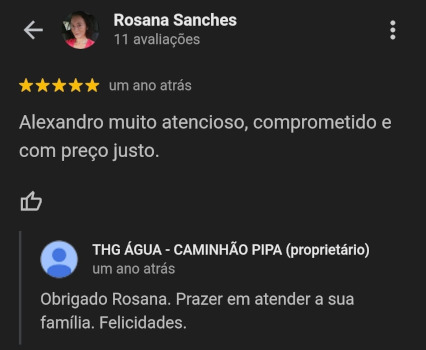 Rosana Sanches
11 avaliações
um ano atrás
Alexandro muito atencioso, comprometido e
com preço justo.
THG ÁGUA - CAMINHÃO PIPA (proprietário)
um ano atrás
Obrigado Rosana. Prazer em atender a sua
família. Felicidades.